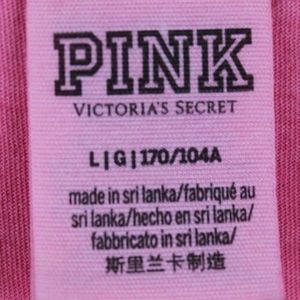 PINK
VICTORIA'S SECRET
L|G|170/104A
made in sri lanka/fabriqué au
sri lanka/hecho en sri lanka/
fabbricato in sri lanka/
斯里兰卡制造